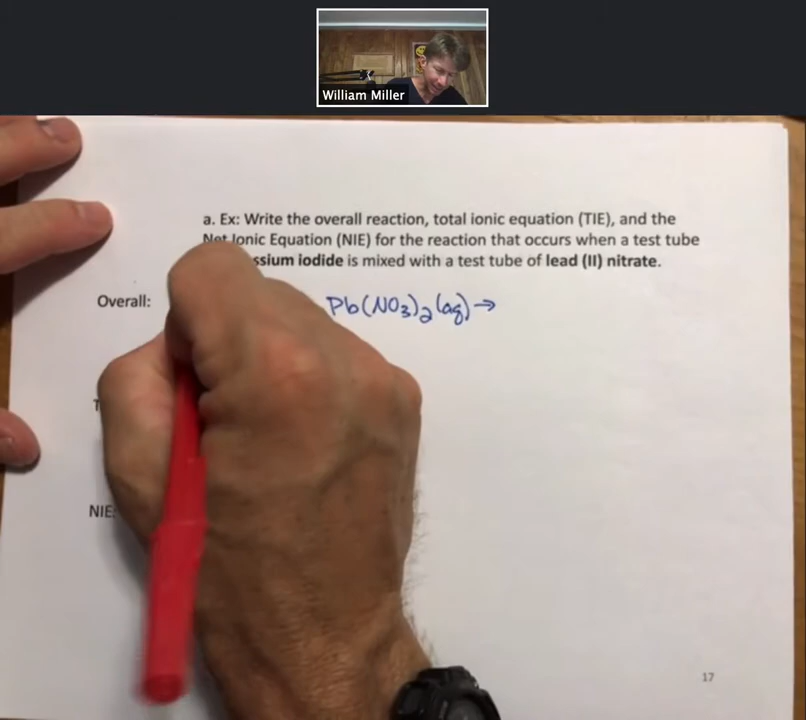 William Miller
a. Ex: Write the overall reaction, total ionic equation (TIE), and the
Net Ionic Equation (NIE) for the reaction that occurs when a test tube
ssium iodide is mixed with a test tube of lead (II) nitrate.
Overall: Pb(NO₃)₂(aq)→
T
NIE:
17